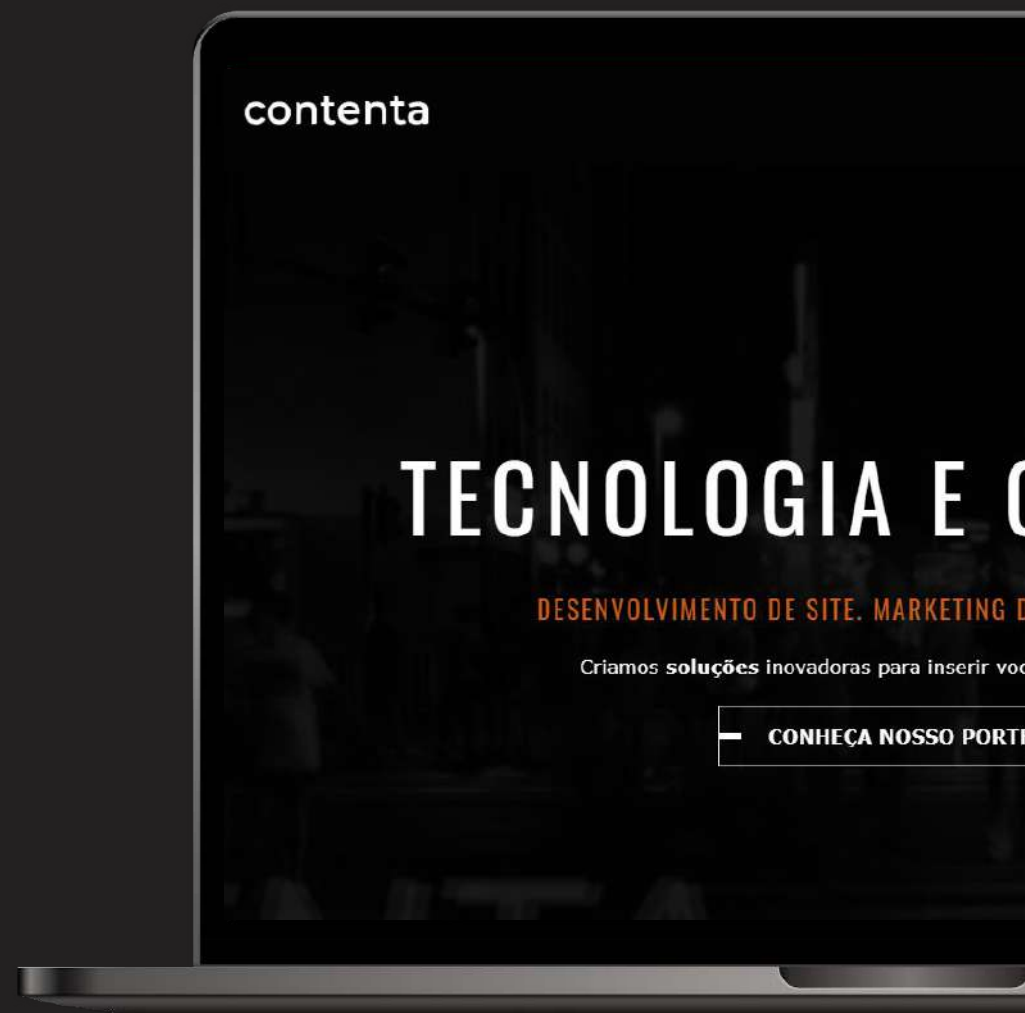 contenta
TECNOLOGIA E
DESENVOLVIMENTO DE SITE. MARKETING
Criamos soluções inovadoras para inserir
CONHEÇA NOSSO